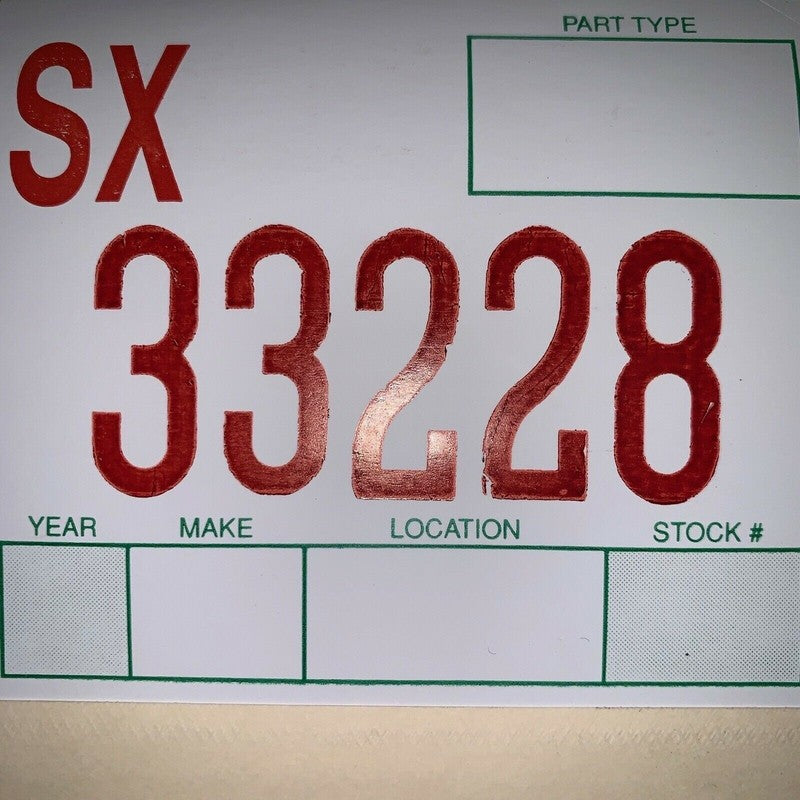 PART TYPE
SX
33228
YEAR MAKE LOCATION STOCK #